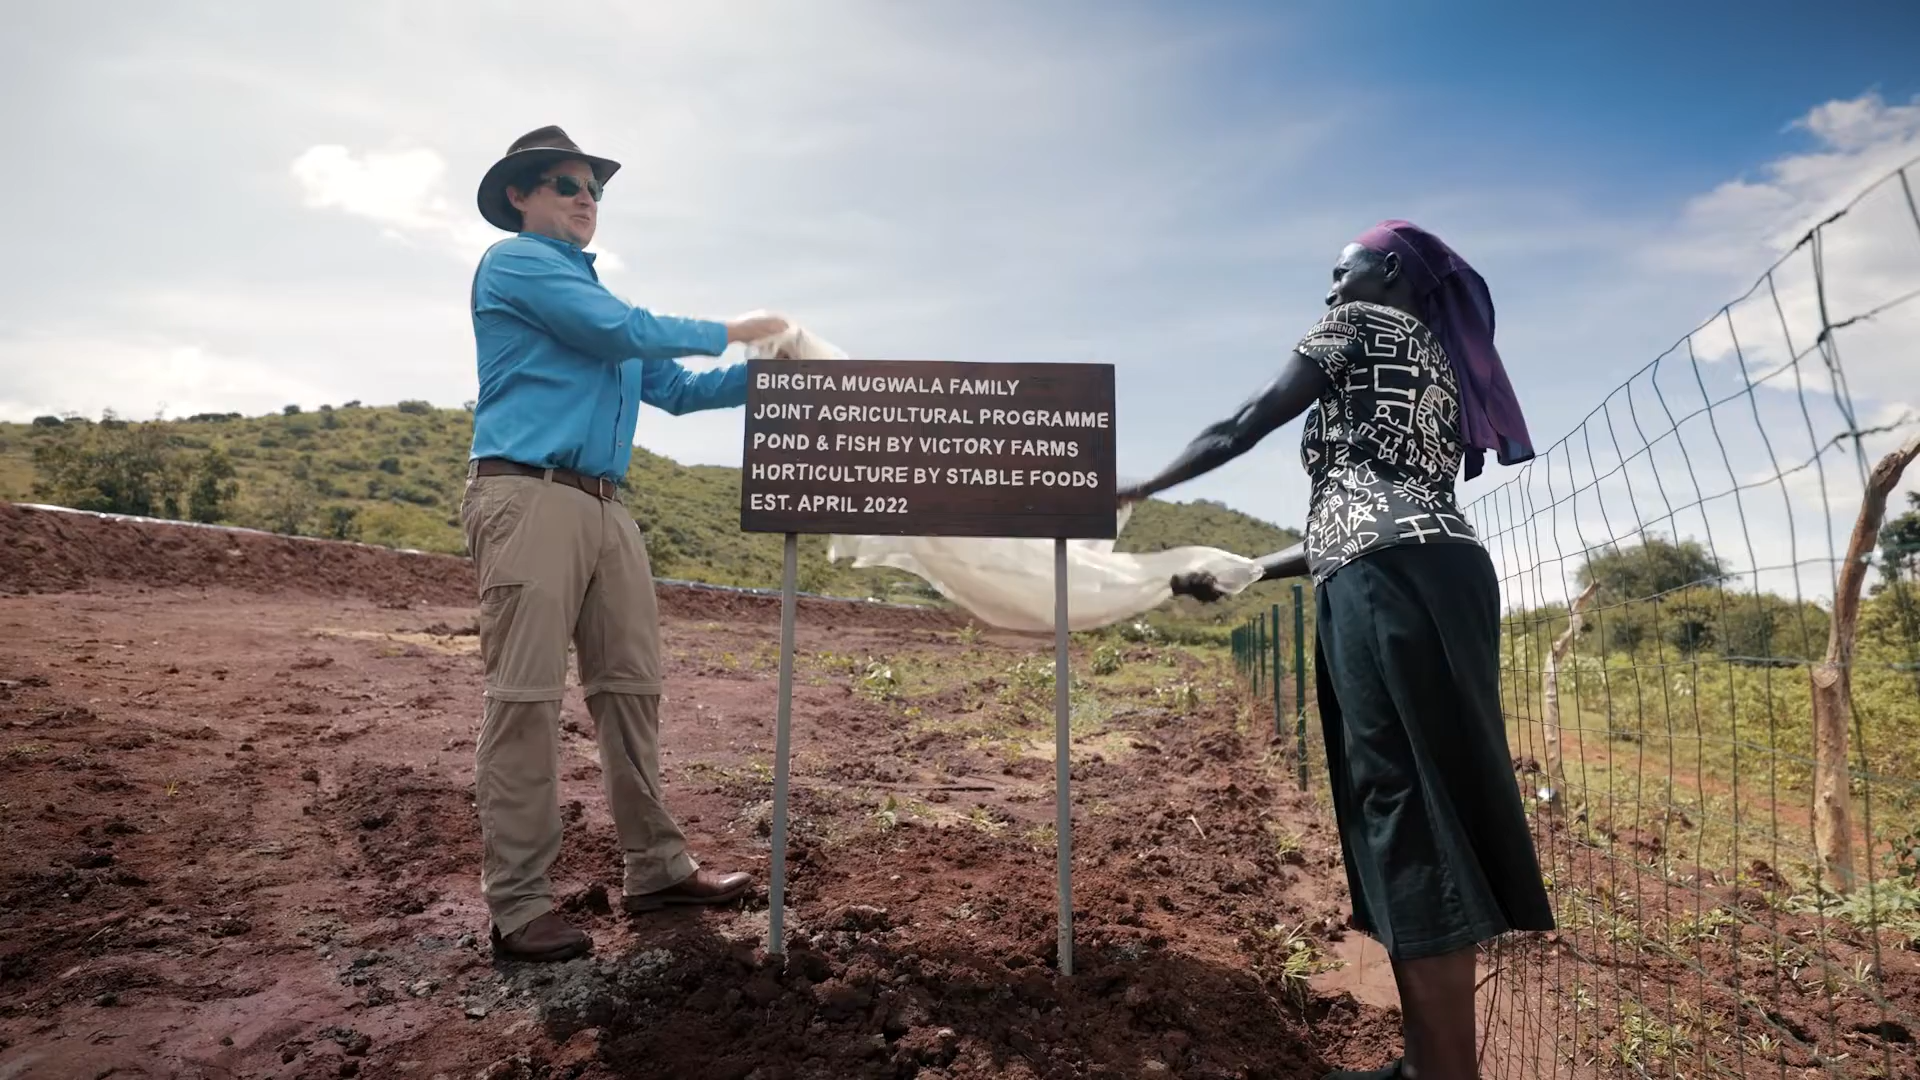 BIRGITA MUGWALA FAMILY
JOINT AGRICULTURAL PROGRAMME
POND & FISH BY VICTORY FARMS
HORTICULTURE BY STABLE FOODS
EST. APRIL 2022